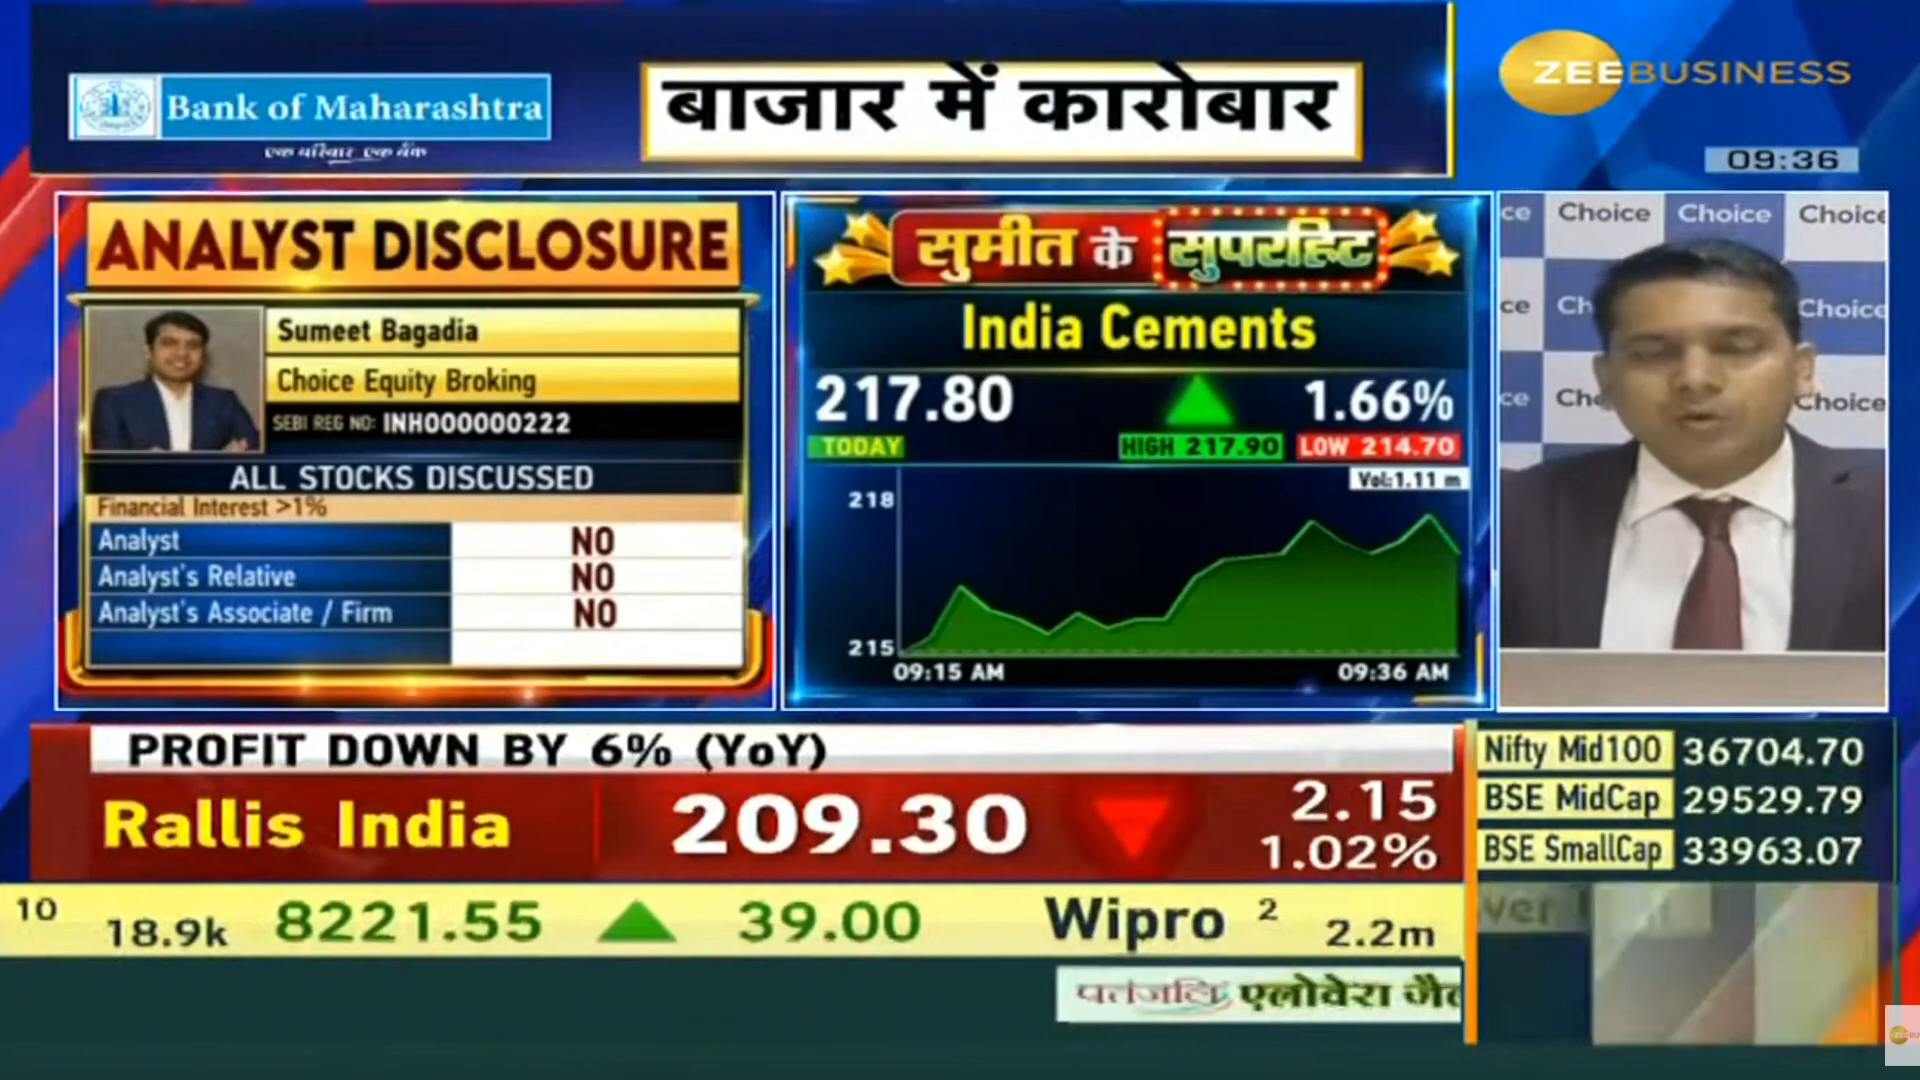 Bank of Maharashtra
एक परिवार एक बैंक
बाजार में कारोबार
ZEEBUSINESS
09:36
ANALYST DISCLOSURE
Sumeet Bagadia
Choice Equity Broking
SEBI REG NO: INH000000222
ALL STOCKS DISCUSSED
Financial Interest >1%
Analyst NO
Analyst's Relative NO
Analyst's Associate / Firm NO
सुमीत के सुपरहिट
India Cements
217.80 1.66%
TODAY HIGH 217.90 LOW 214.70
Vol:1.11 m
218
215
09:15 AM 09:36 AM
ce Choice Choice Choice
ce Ch Choice
ce Cho Choice
PROFIT DOWN BY 6% (YoY)
Rallis India 209.30 2.15
1.02%
Nifty Mid100 36704.70
BSE MidCap 29529.79
BSE SmallCap 33963.07
10 18.9k 8221.55 39.00 Wipro 2 2.2m
पतंजलि एलोवेरा जैल